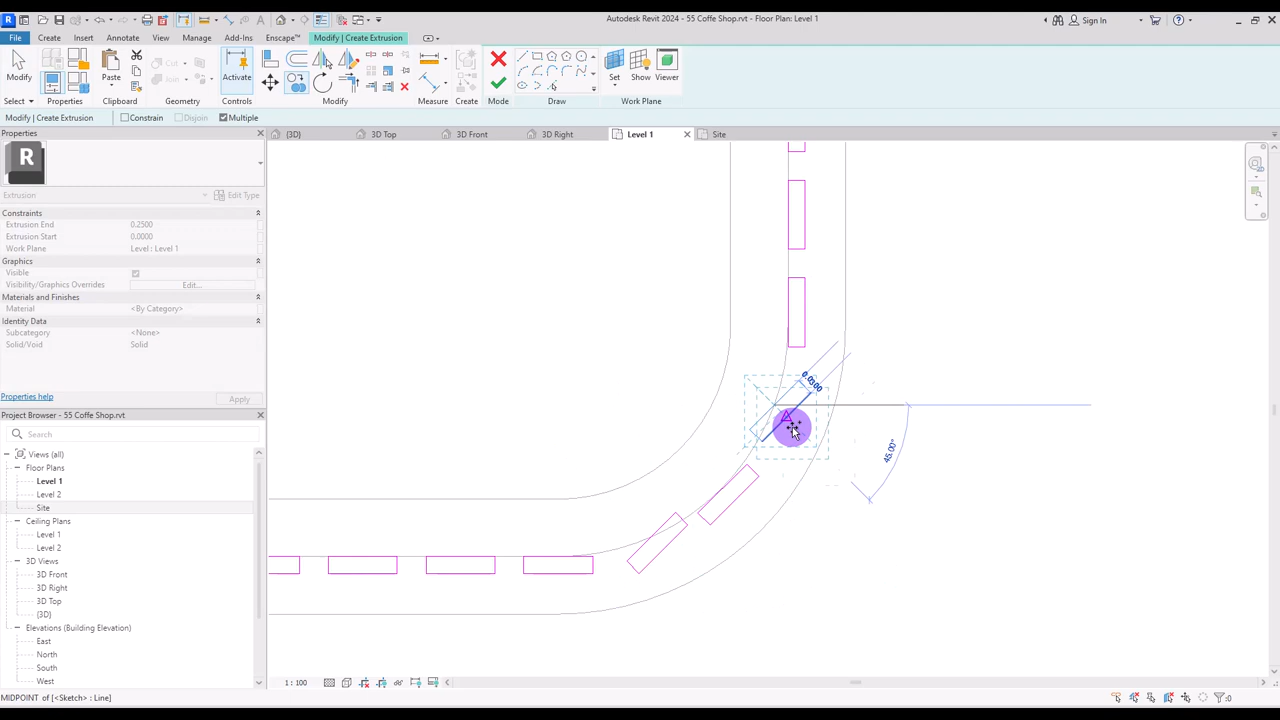 Autodesk Revit 2024 - 55 Coffe Shop.rvt - Floor Plan: Level 1
Sign In
File
Create
Insert
Annotate
View
Manage
Add-Ins
Enscape™
Modify | Create Extrusion
Modify
Paste
Cut
Join
Activate
Set
Show
Viewer
Select
Properties
Clipboard
Geometry
Controls
Modify
Measure
Create
Mode
Draw
Work Plane
Modify | Create Extrusion
Constrain
Disjoin
Multiple
Properties
{3D}
3D Top
3D Front
3D Right
Level 1
Site
R
Extrusion
Edit Type
Constraints
Extrusion End 0.2500
Extrusion Start 0.0000
Work Plane Level : Level 1
Graphics
Visible
Visibility/Graphics Overrides Edit...
Materials and Finishes
Material <By Category>
Identity Data
Subcategory <None>
Solid/Void Solid
Properties help
Apply
Project Browser - 55 Coffe Shop.rvt
Search
Views (all)
Floor Plans
Level 1
Level 2
Site
Ceiling Plans
Level 1
Level 2
3D Views
3D Front
3D Right
3D Top
{3D}
Elevations (Building Elevation)
East
North
South
West
0.0300
45.00°
1 : 100
MIDPOINT of [<Sketch> : Line]
:0